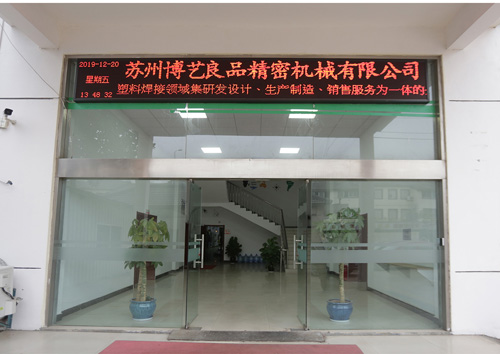 2019-12-20
星期五
13 48 32
苏州博艺良品精密机械有限公司
塑料焊接领域集研发设计、生产制造、销售服务为一体的